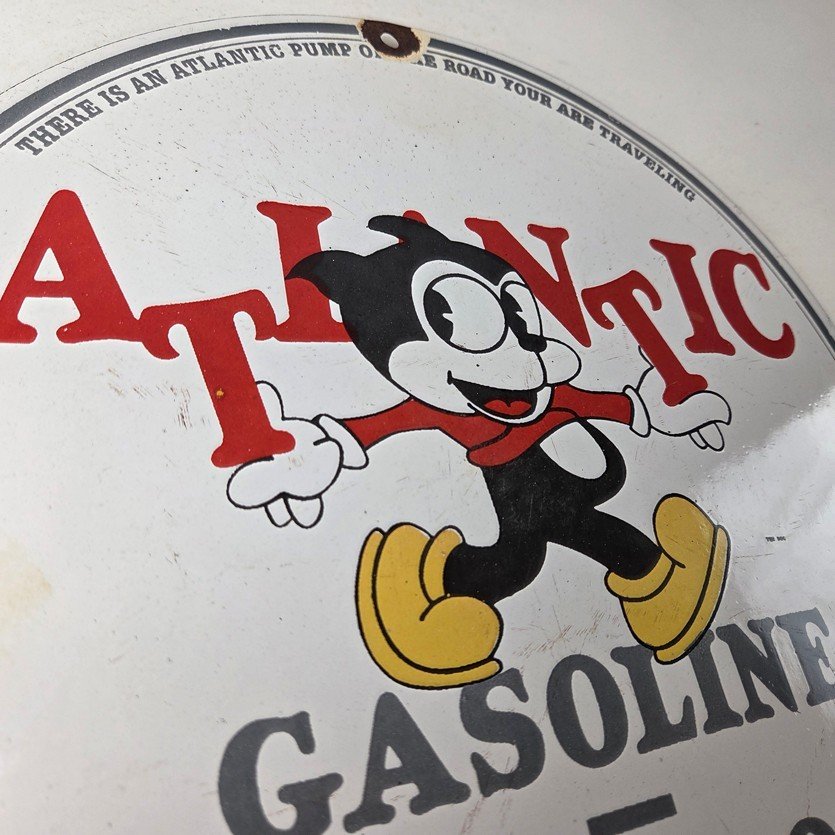 THERE IS AN ATLANTIC PUMP ROAD YOUR ARE TRAVELING
ATLANTIC
GASOLINE